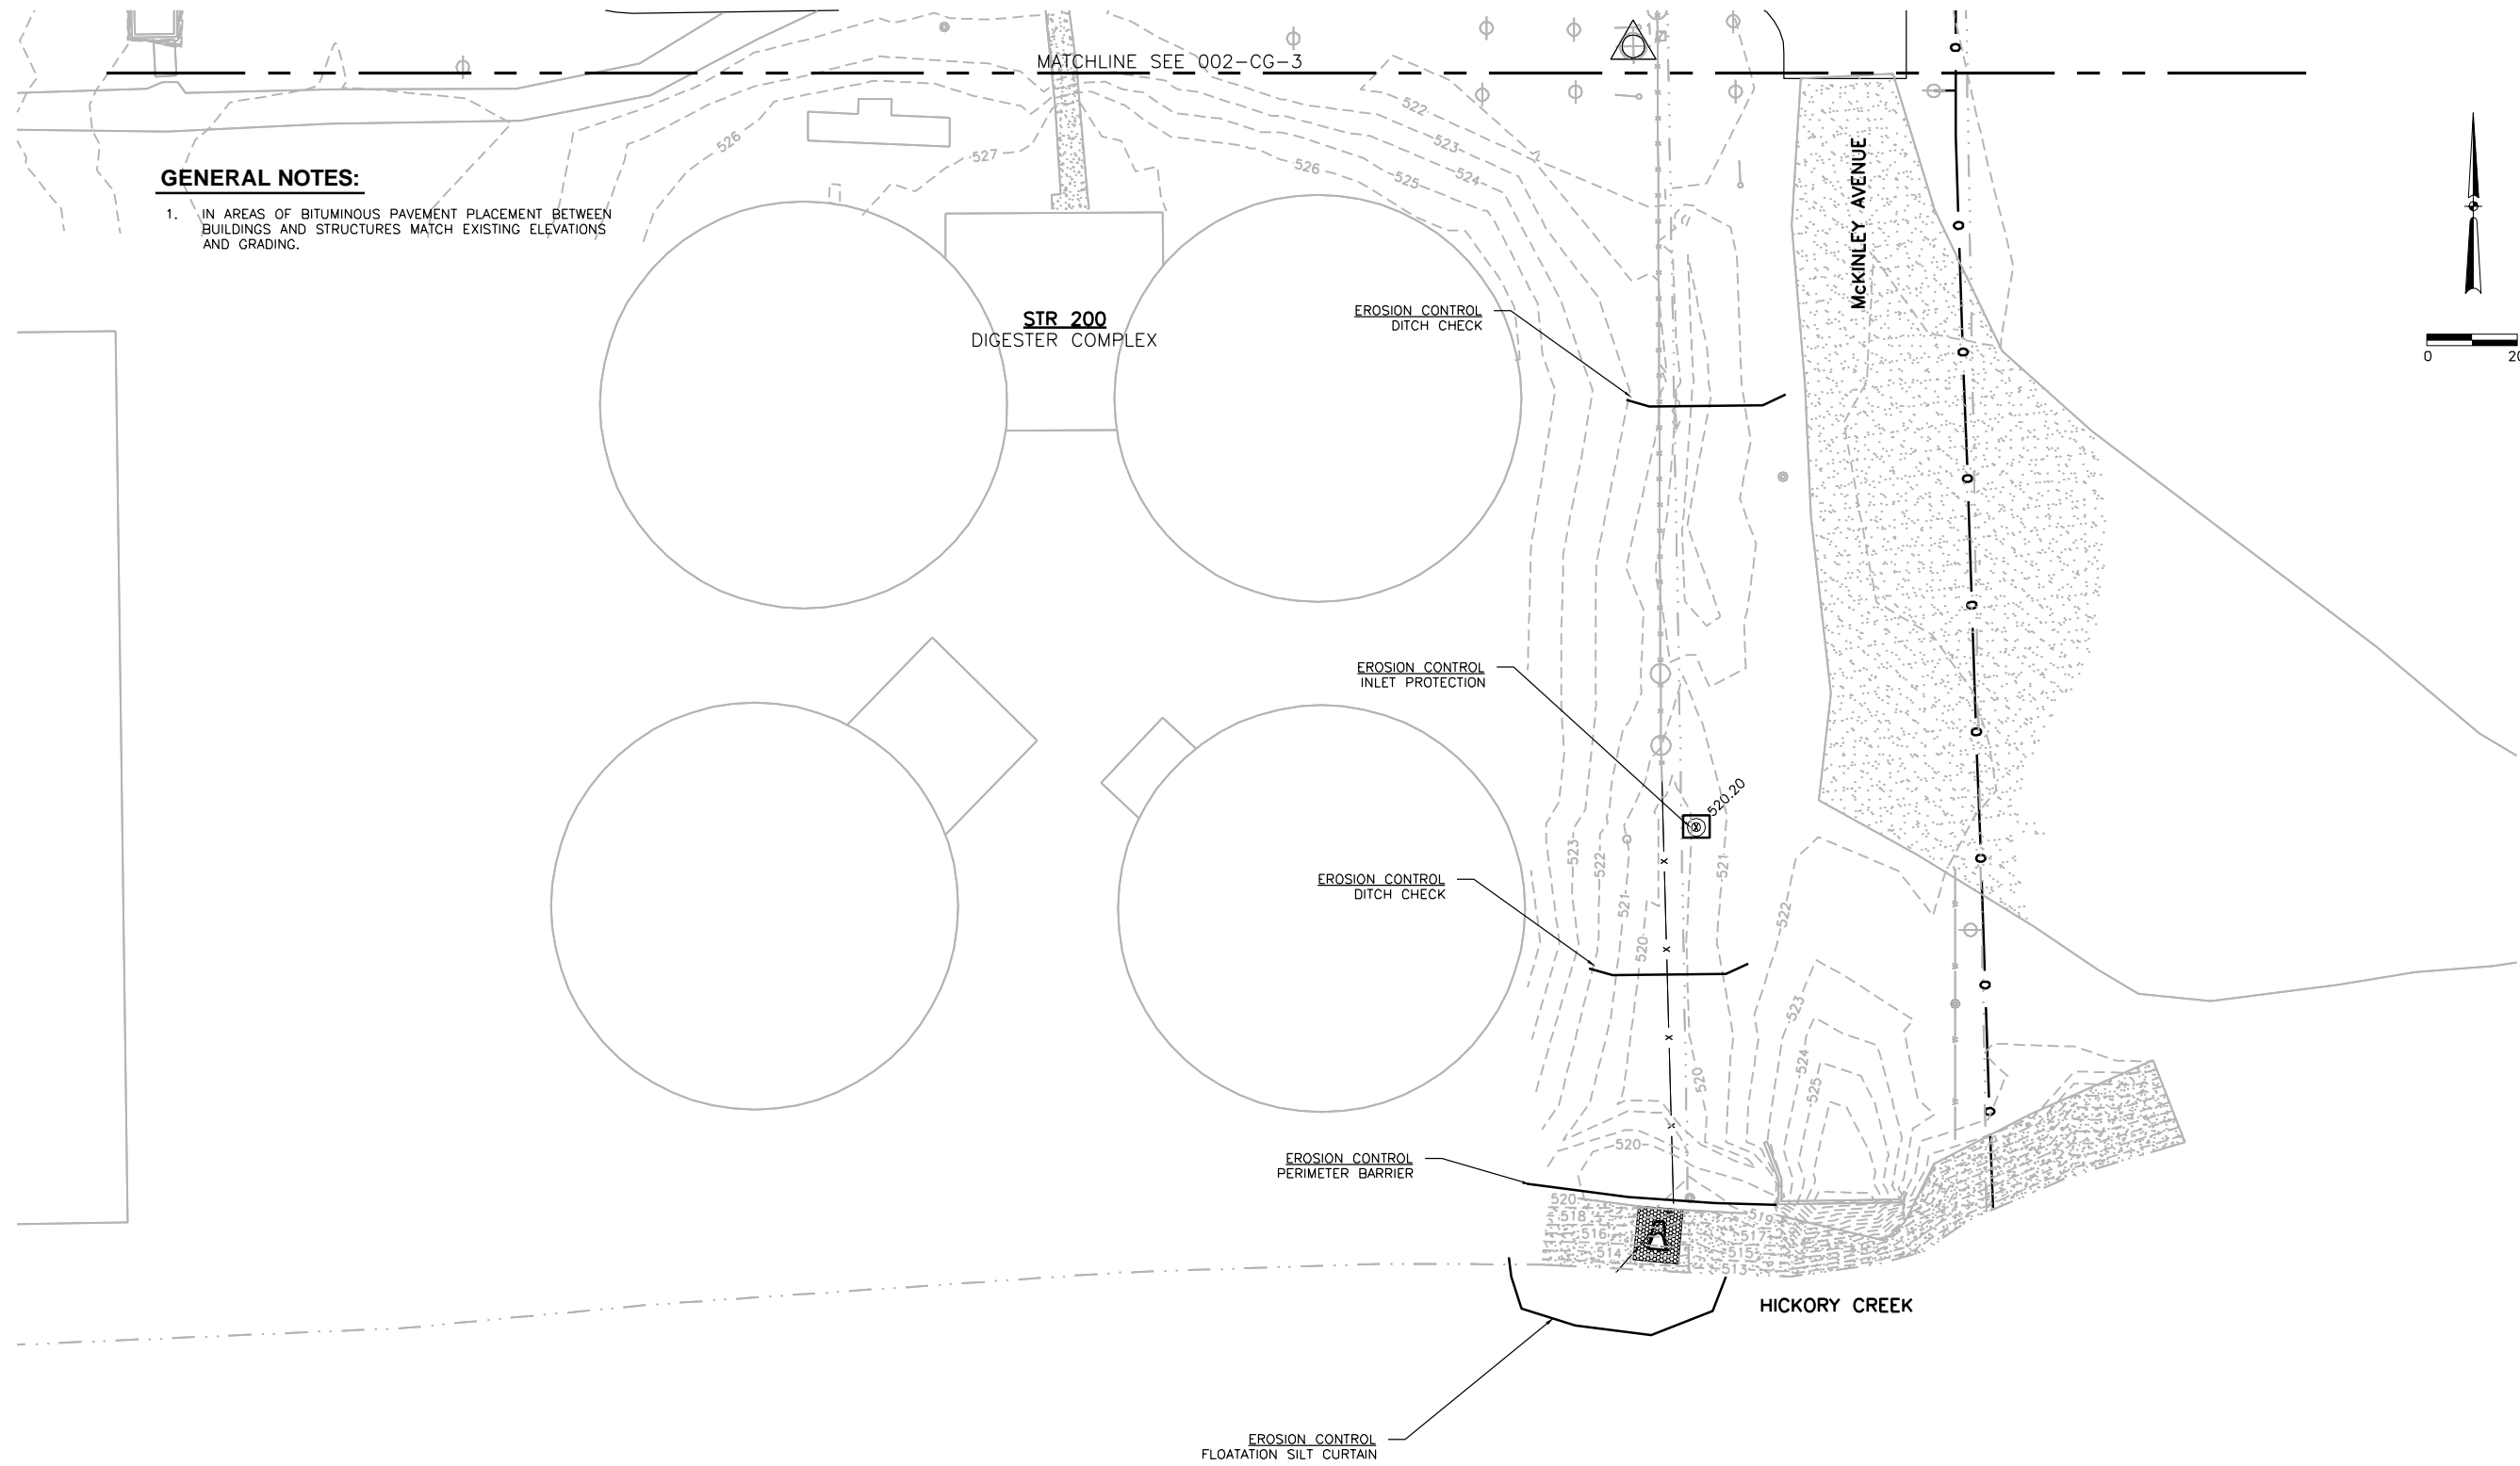 MATCHLINE SEE 002-CG-3
522
523
524
525
526
526
527
GENERAL NOTES:
1. IN AREAS OF BITUMINOUS PAVEMENT PLACEMENT BETWEEN
BUILDINGS AND STRUCTURES MATCH EXISTING ELEVATIONS
AND GRADING.
McKINLEY AVENUE
STR 200
DIGESTER COMPLEX
EROSION CONTROL
DITCH CHECK
0
EROSION CONTROL
INLET PROTECTION
520.20
523
522
521
521
520
EROSION CONTROL
DITCH CHECK
522
523
524
525
520
520
EROSION CONTROL
PERIMETER BARRIER
520
518
516
514
519
517
515
513
HICKORY CREEK
EROSION CONTROL
FLOATATION SILT CURTAIN